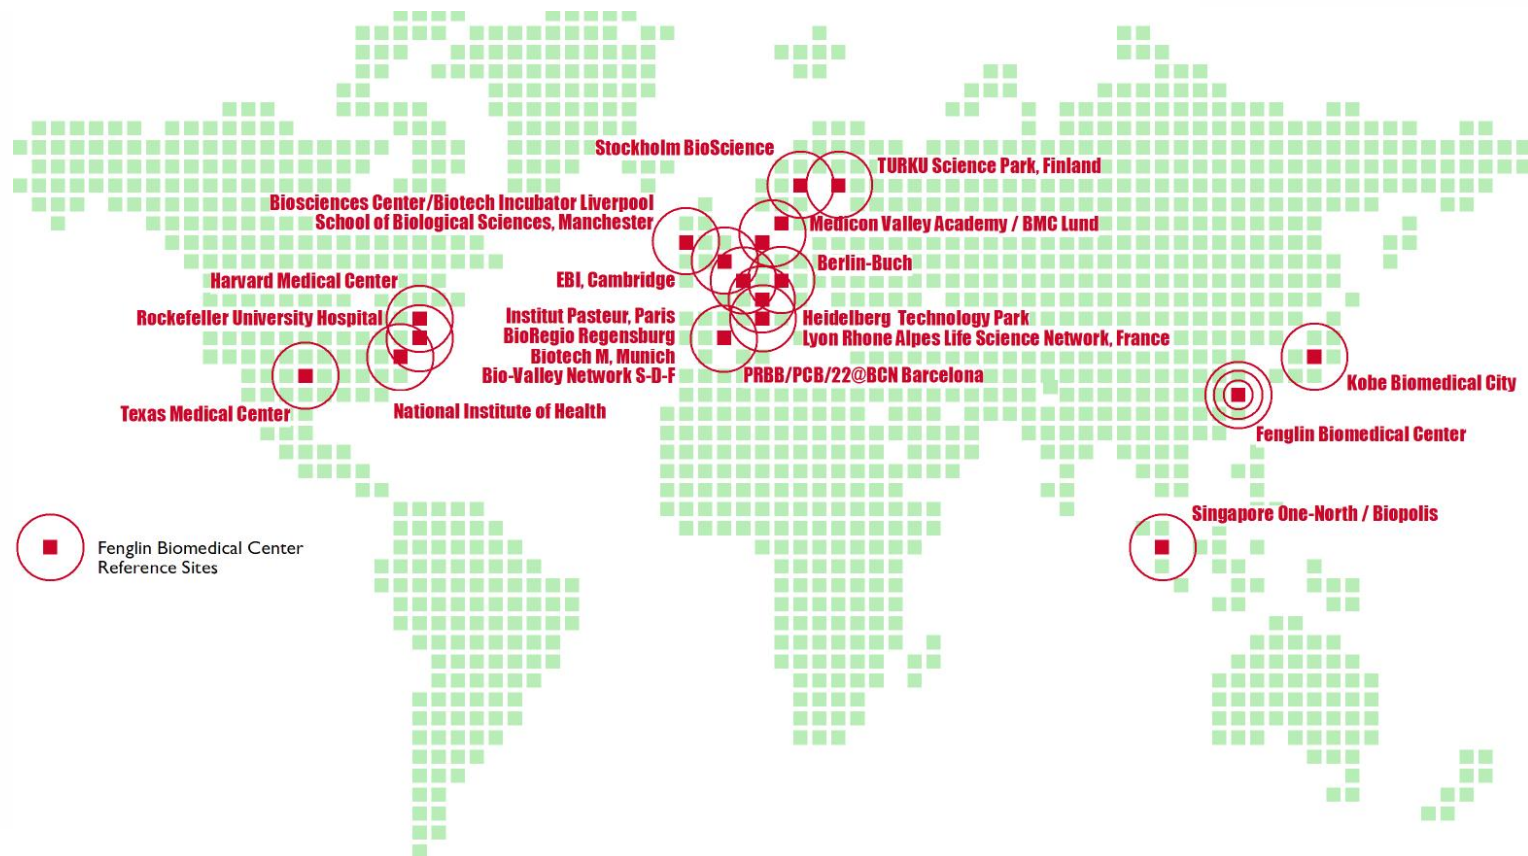 Stockholm BioScience
TURKU Science Park, Finland
Biosciences Center/Biotech Incubator Liverpool
School of Biological Sciences, Manchester
Medicon Valley Academy / BMC Lund
Berlin-Buch
Harvard Medical Center
EBI, Cambridge
Rockefeller University Hospital
Institut Pasteur, Paris
Heidelberg Technology Park
BioRegio Regensburg
Lyon Rhone Alpes Life Science Network, France
Biotech M, Munich
Bio-Valley Network S-D-F
PRBB/PCB/22@BCN Barcelona
Kobe Biomedical City
Texas Medical Center
National Institute of Health
Fenglin Biomedical Center
Singapore One-North / Biopolis
Fenglin Biomedical Center
Reference Sites